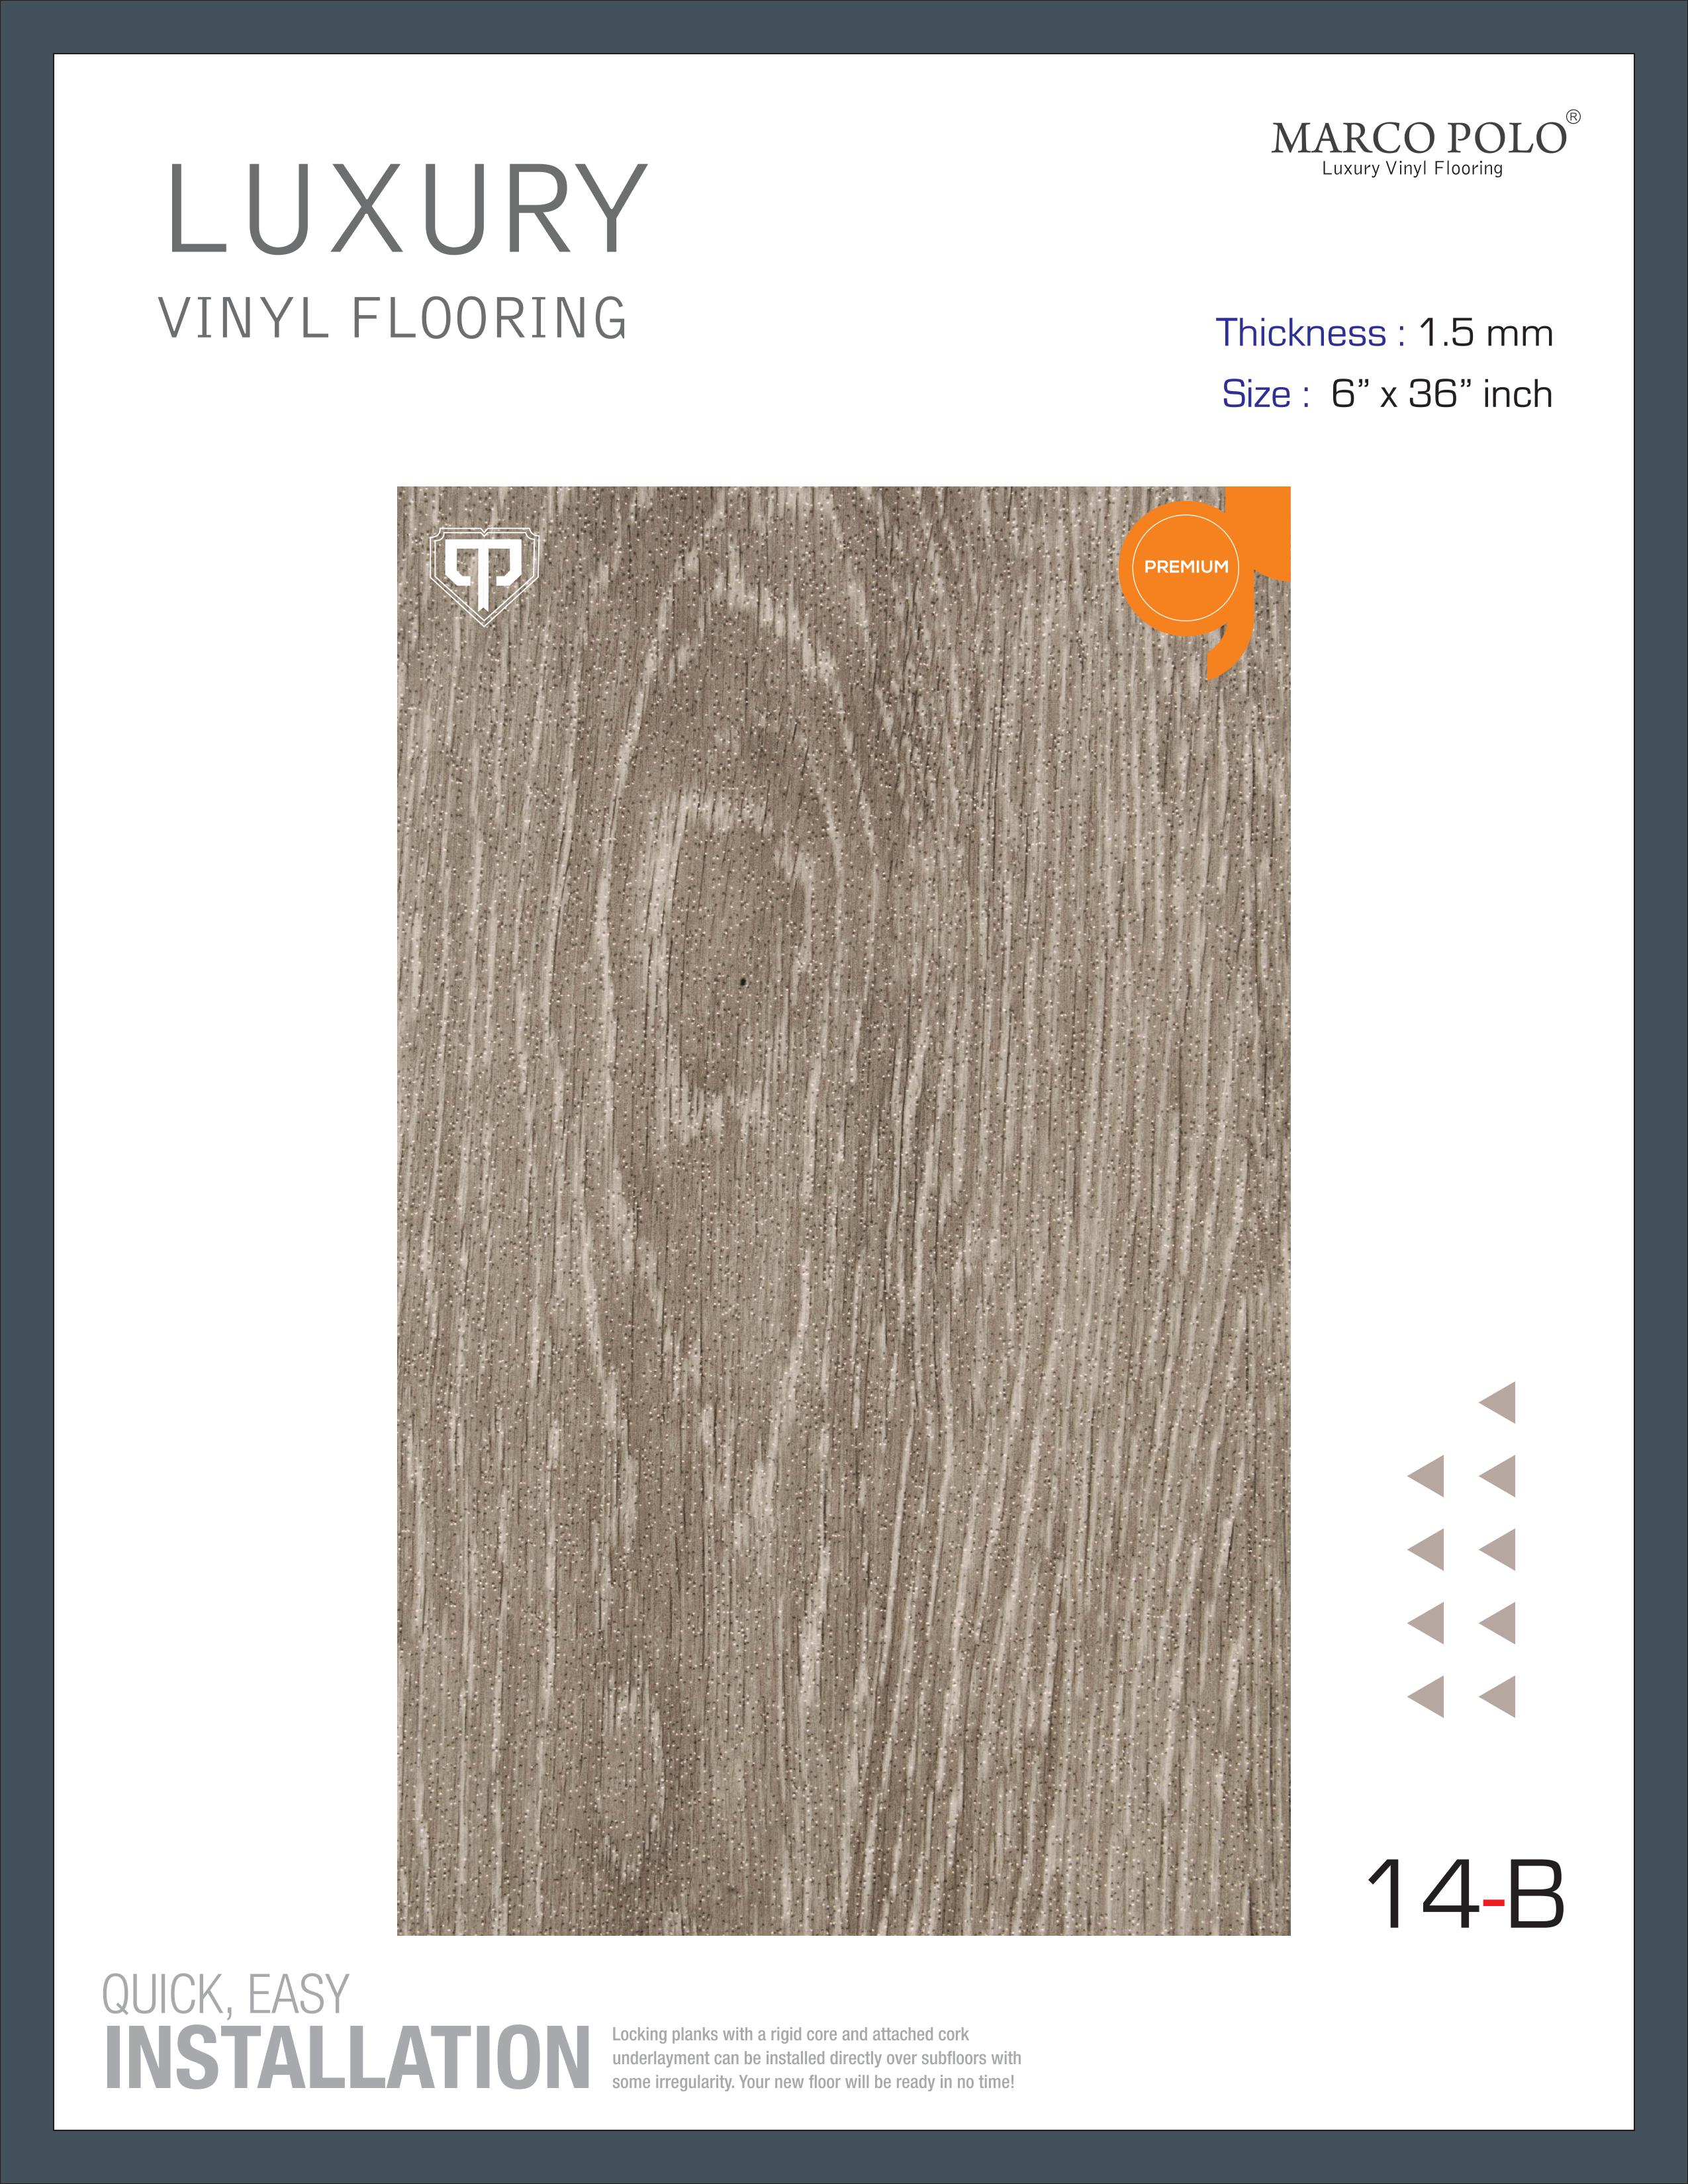 MARCO POLO®
Luxury Vinyl Flooring
LUXURY
VINYL FLOORING
Thickness : 1.5 mm
Size : 6” x 36” inch
PREMIUM
14-B
QUICK, EASY
INSTALLATION
Locking planks with a rigid core and attached cork
underlayment can be installed directly over subfloors with
some irregularity. Your new floor will be ready in no time!